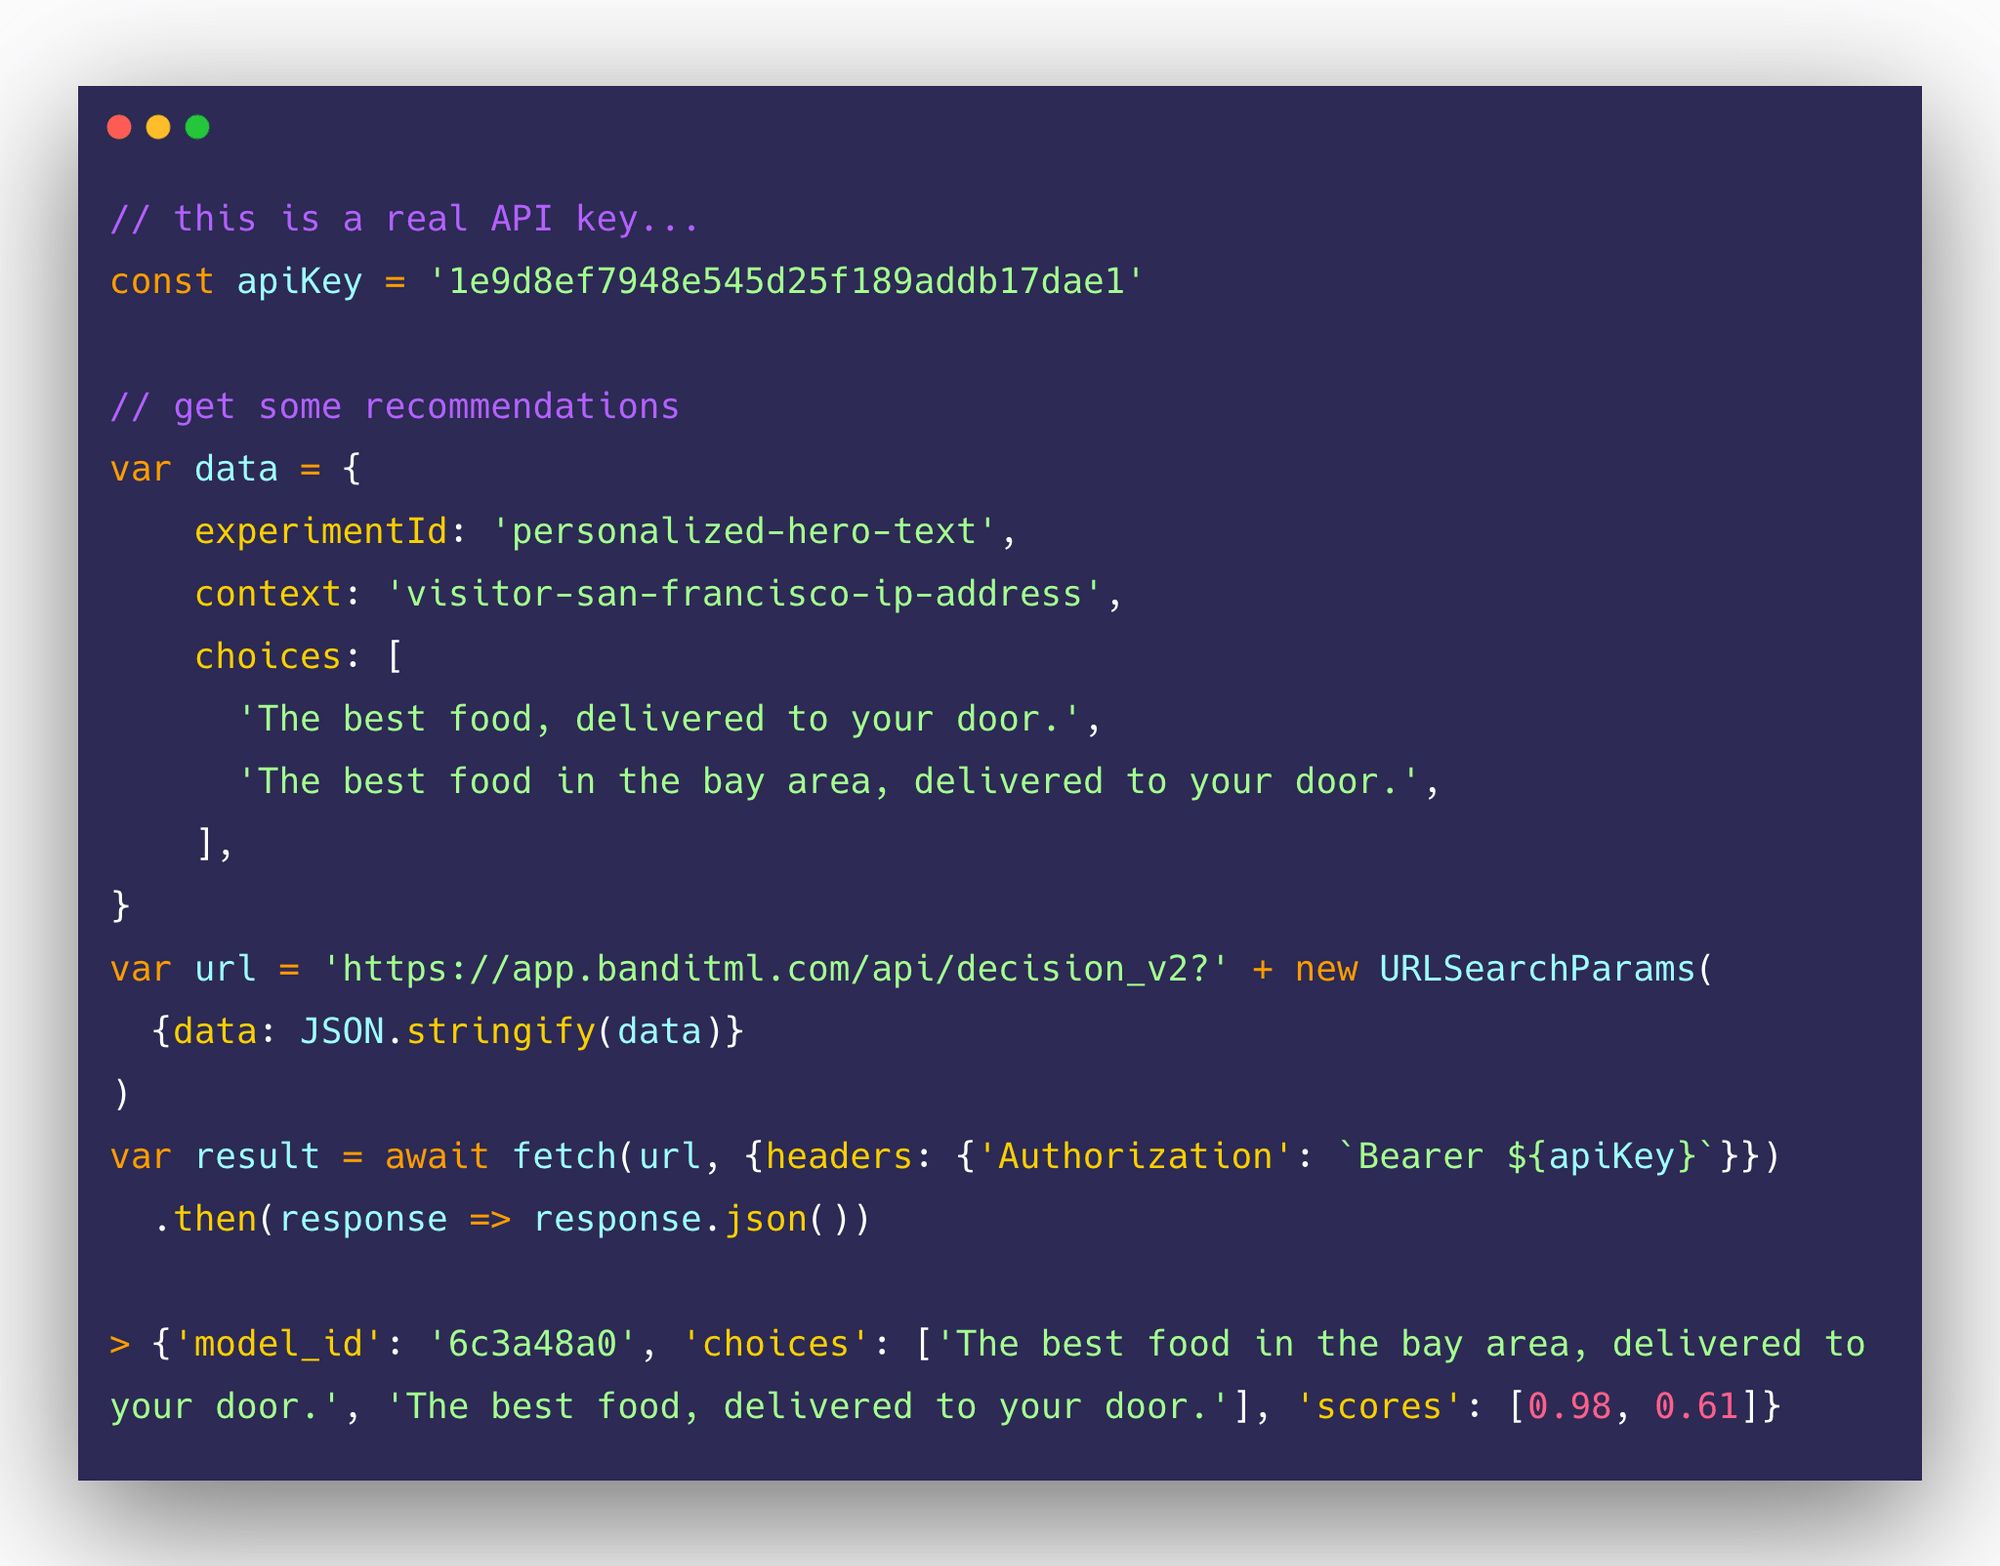 // this is a real API key...
const apiKey = '1e9d8ef7948e545d25f189addb17dae1'

// get some recommendations
var data = {
    experimentId: 'personalized-hero-text',
    context: 'visitor-san-francisco-ip-address',
    choices: [
      'The best food, delivered to your door.',
      'The best food in the bay area, delivered to your door.',
    ],
}
var url = 'https://app.banditml.com/api/decision_v2?' + new URLSearchParams(
  {data: JSON.stringify(data)}
)
var result = await fetch(url, {headers: {'Authorization': `Bearer ${apiKey}`}})
  .then(response => response.json())

> {'model_id': '6c3a48a0', 'choices': ['The best food in the bay area, delivered to
your door.', 'The best food, delivered to your door.'], 'scores': [0.98, 0.61]}